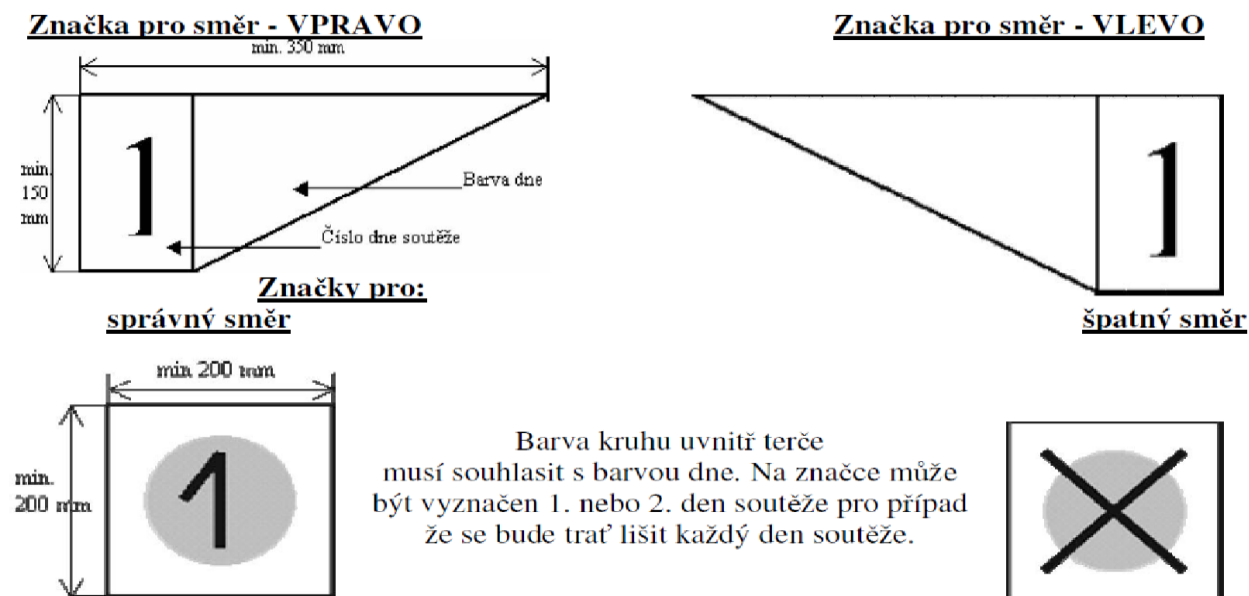 Značka pro směr - VPRAVO
Značka pro směr - VLEVO
min. 350 mm
min.
150
mm
1
Barva dne
Číslo dne soutěže
1
Značky pro:
správný směr
špatný směr
min 200 mm
min.
200 mm
1
Barva kruhu uvnitř terče
musí souhlasit s barvou dne. Na značce může
být vyznačen 1. nebo 2. den soutěže pro případ
že se bude trať lišit každý den soutěže.